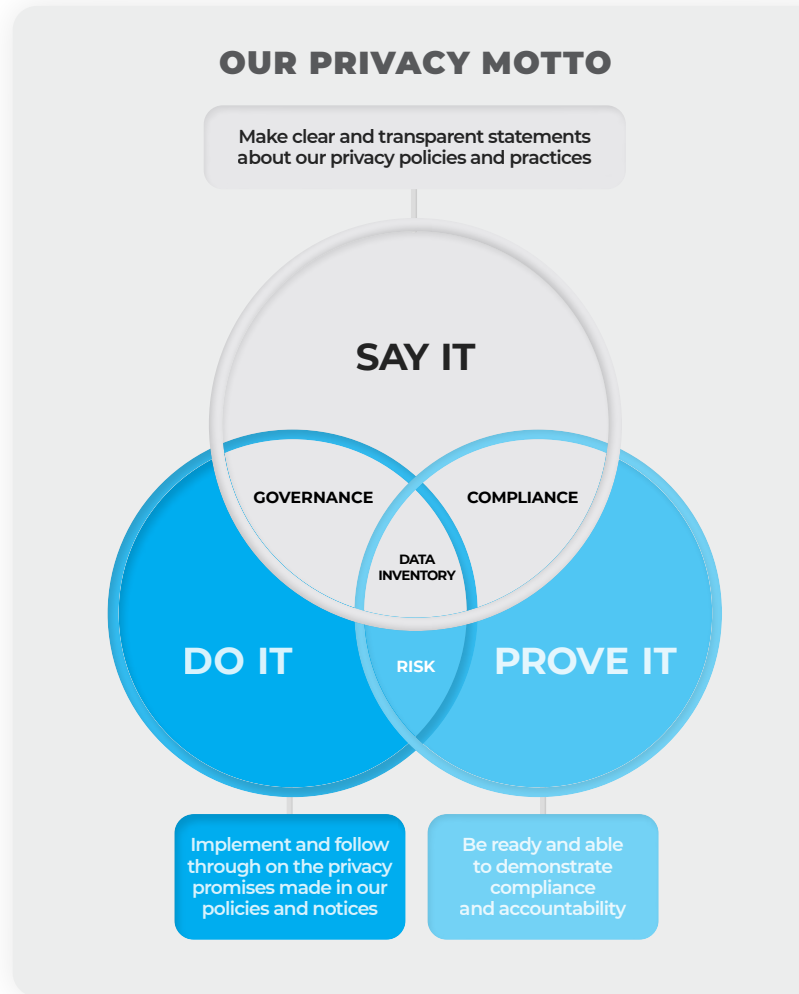 OUR PRIVACY MOTTO
Make clear and transparent statements
about our privacy policies and practices
SAY IT
GOVERNANCE
COMPLIANCE
DATA
INVENTORY
DO IT
RISK
PROVE IT
Implement and follow
through on the privacy
promises made in our
policies and notices
Be ready and able
to demonstrate
compliance
and accountability